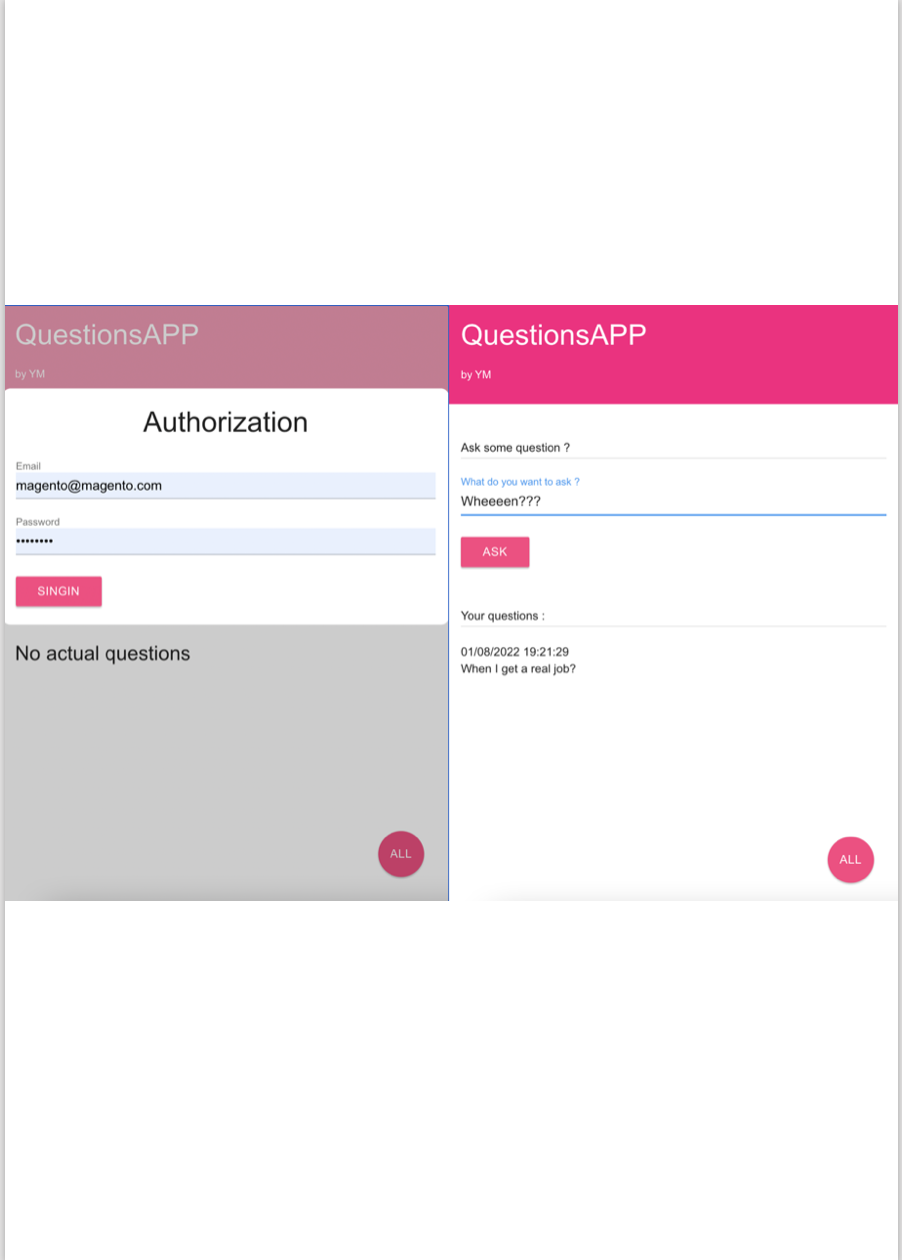 QuestionsAPP
by YM
Authorization
Email
magento@magento.com
Password
••••••••
SINGIN
No actual questions
ALL
QuestionsAPP
by YM
Ask some question ?
What do you want to ask ?
Wheeeen???
ASK
Your questions :
01/08/2022 19:21:29
When I get a real job?
ALL